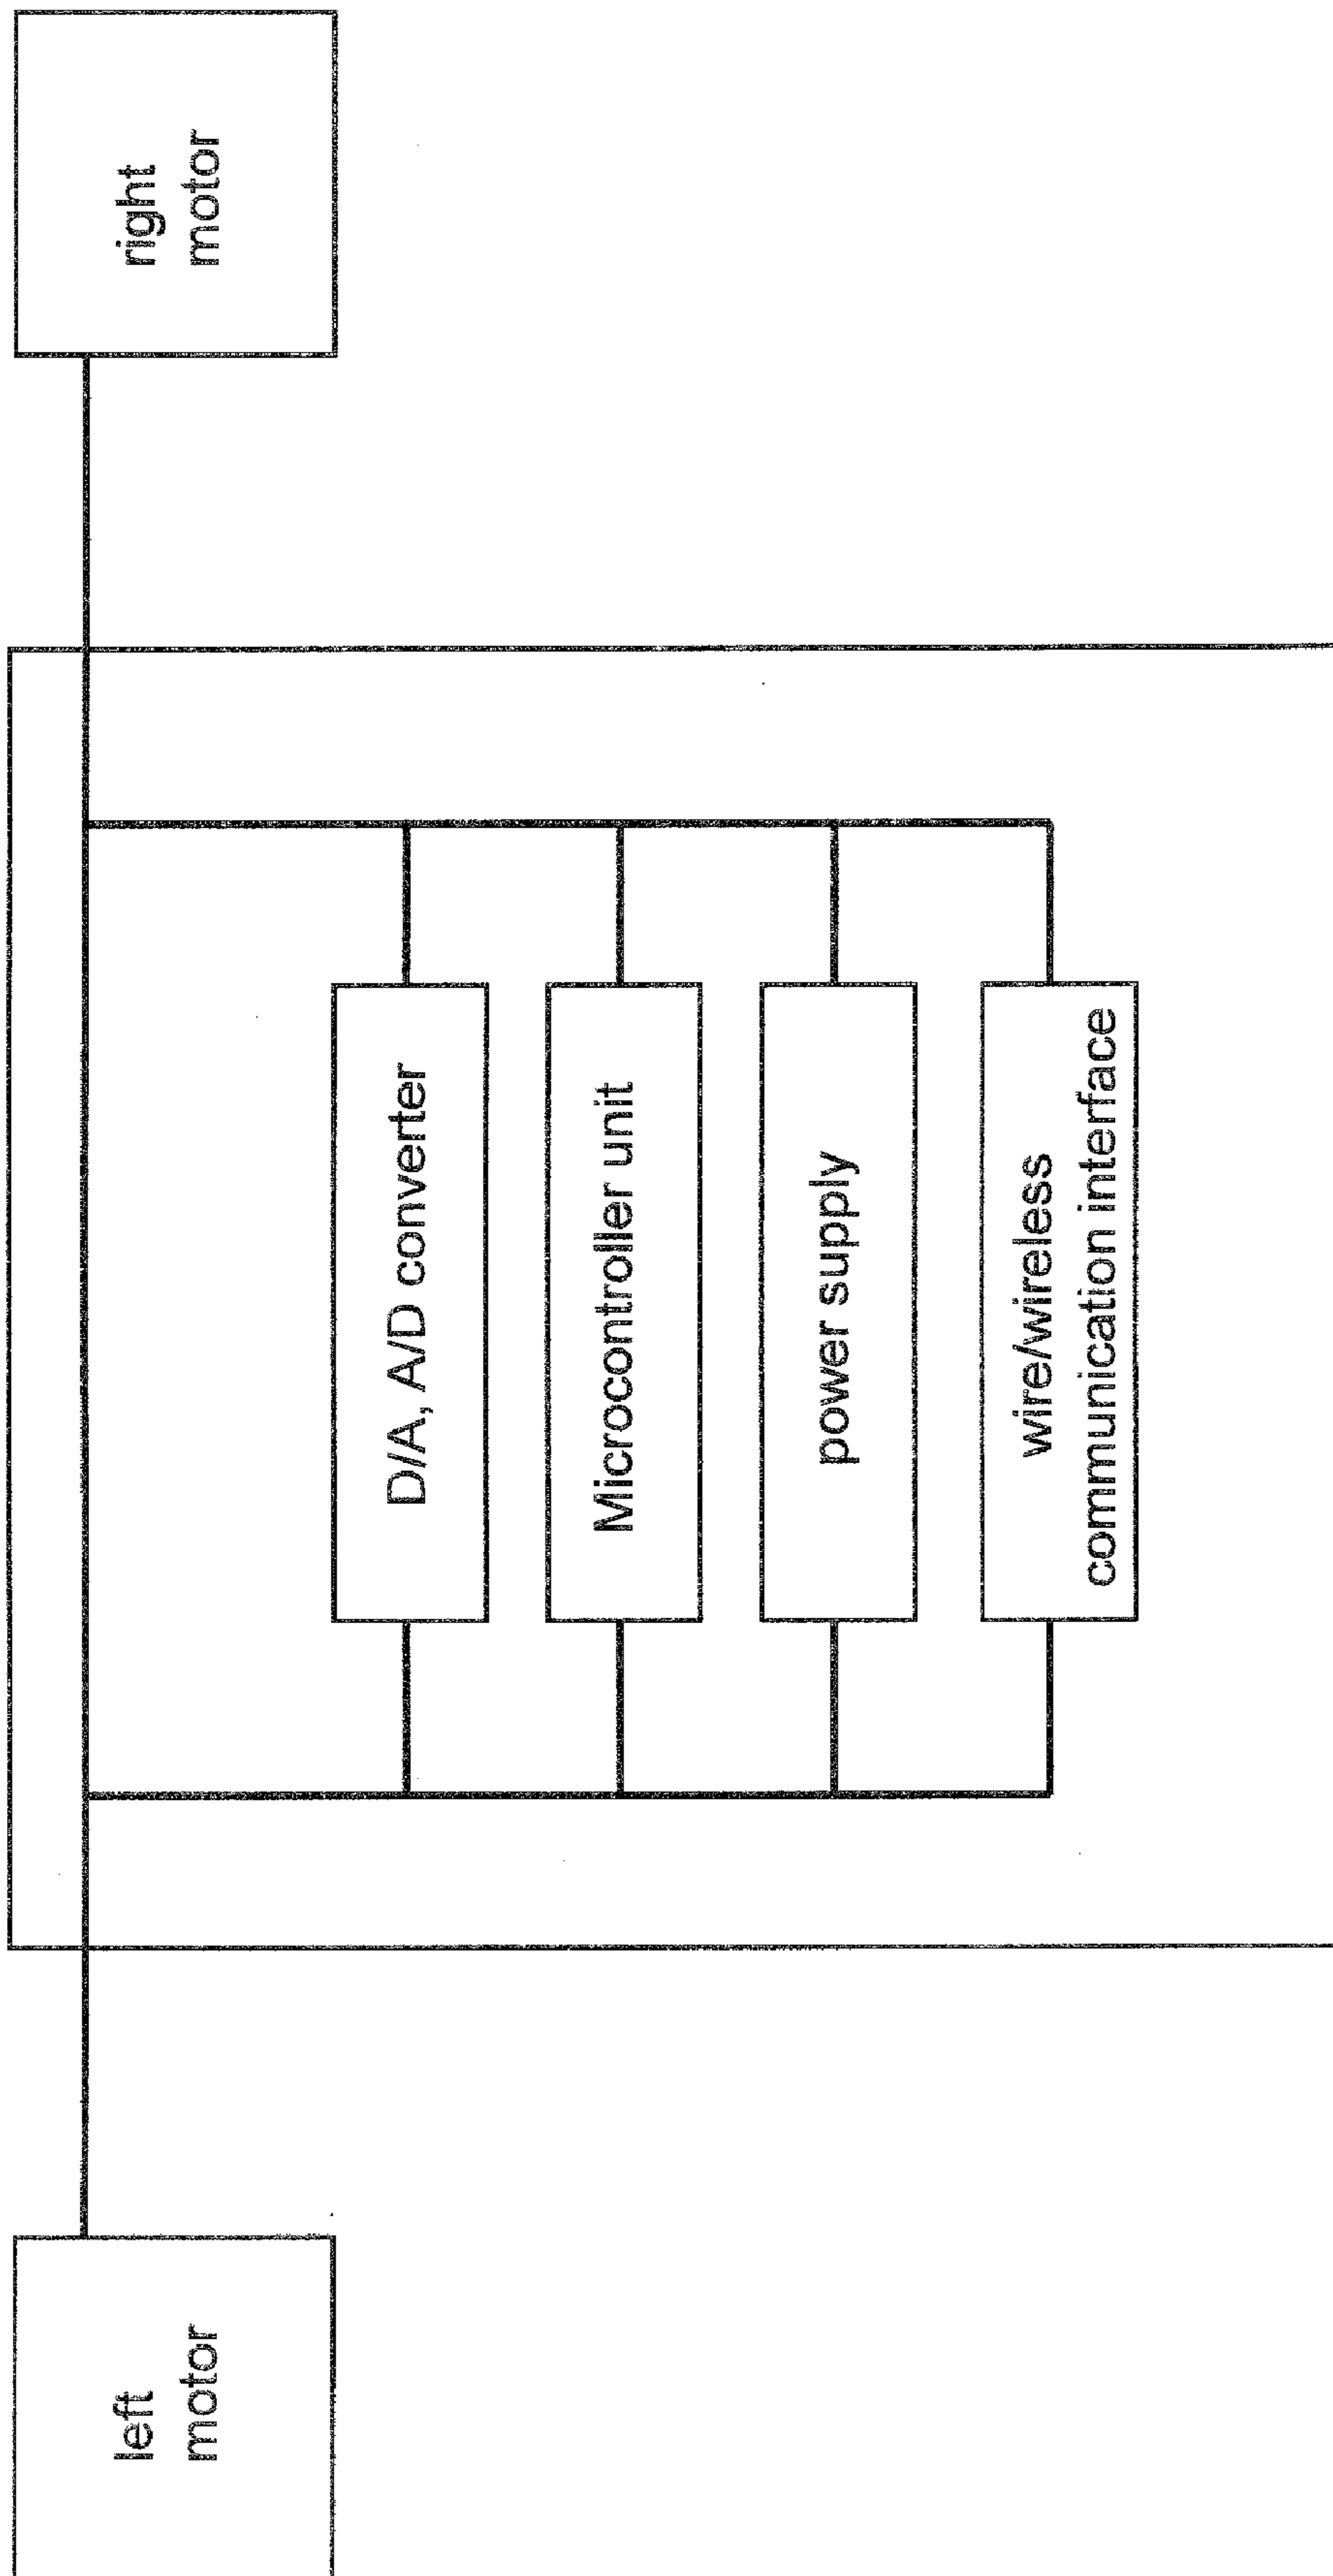 left
motor
right
motor
D/A, A/D converter
Microcontroller unit
power supply
wire/wireless
communication interface